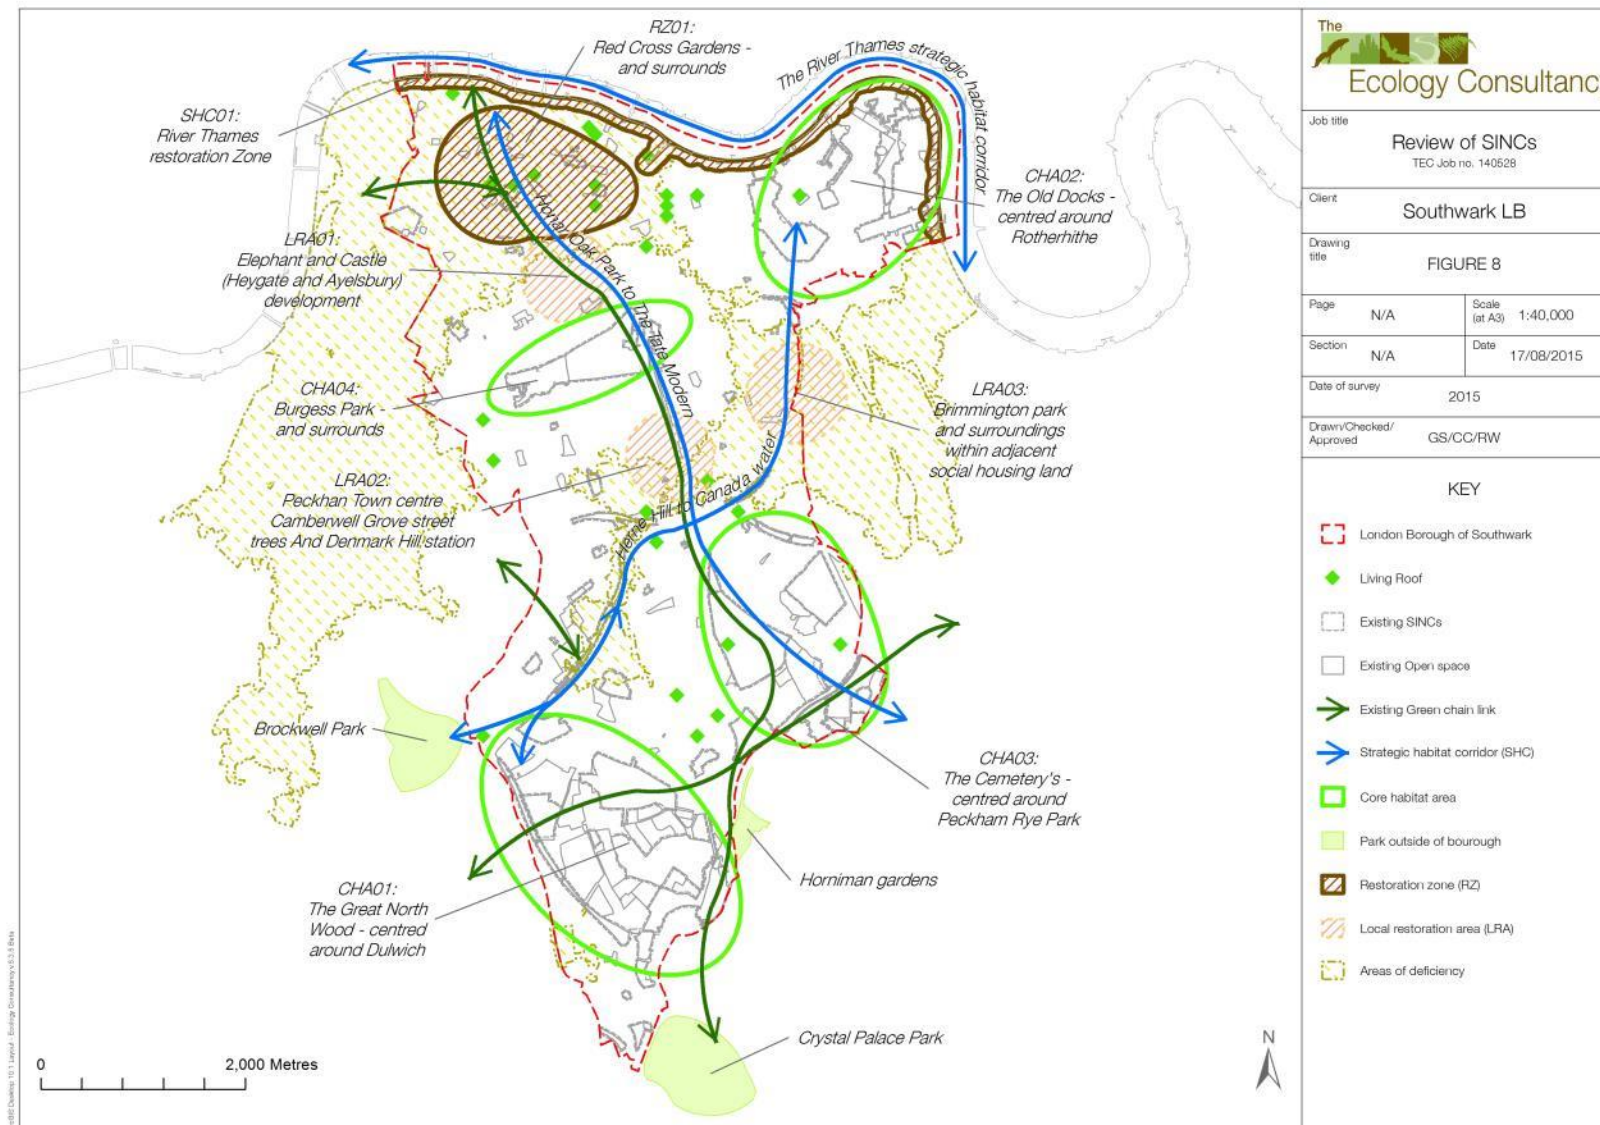 RZ01:
Red Cross Gardens -
and surrounds
The River Thames strategic habitat corridor
SHC01:
River Thames
restoration Zone
CHA02:
The Old Docks -
centred around
Rotherhithe
LRA01:
Elephant and Castle
(Heygate and Ayelsbury)
development
Honar Oak Park to The Tate Modern
CHA04:
Burgess Park -
and surrounds
LRA03:
Brimmington park
and surroundings
within adjacent
social housing land
LRA02:
Peckhan Town centre
Camberwell Grove street
trees And Denmark Hill station
Herne Hill to Canada water
Brockwell Park
CHA03:
The Cemetery's -
centred around
Peckham Rye Park
Horniman gardens
CHA01:
The Great North
Wood - centred
around Dulwich
Crystal Palace Park
0
2,000 Metres
N
The
Ecology Consultanc
Job title
Review of SINCs
TEC Job no. 140528
Client
Southwark LB
Drawing
title
FIGURE 8
Page
N/A
Scale
(at A3) 1:40,000
Section
N/A
Date
17/08/2015
Date of survey
2015
Drawn/Checked/
Approved
GS/CC/RW
KEY
London Borough of Southwark
Living Roof
Existing SINCs
Existing Open space
Existing Green chain link
Strategic habitat corridor (SHC)
Core habitat area
Park outside of bourough
Restoration zone (RZ)
Local restoration area (LRA)
Areas of deficiency